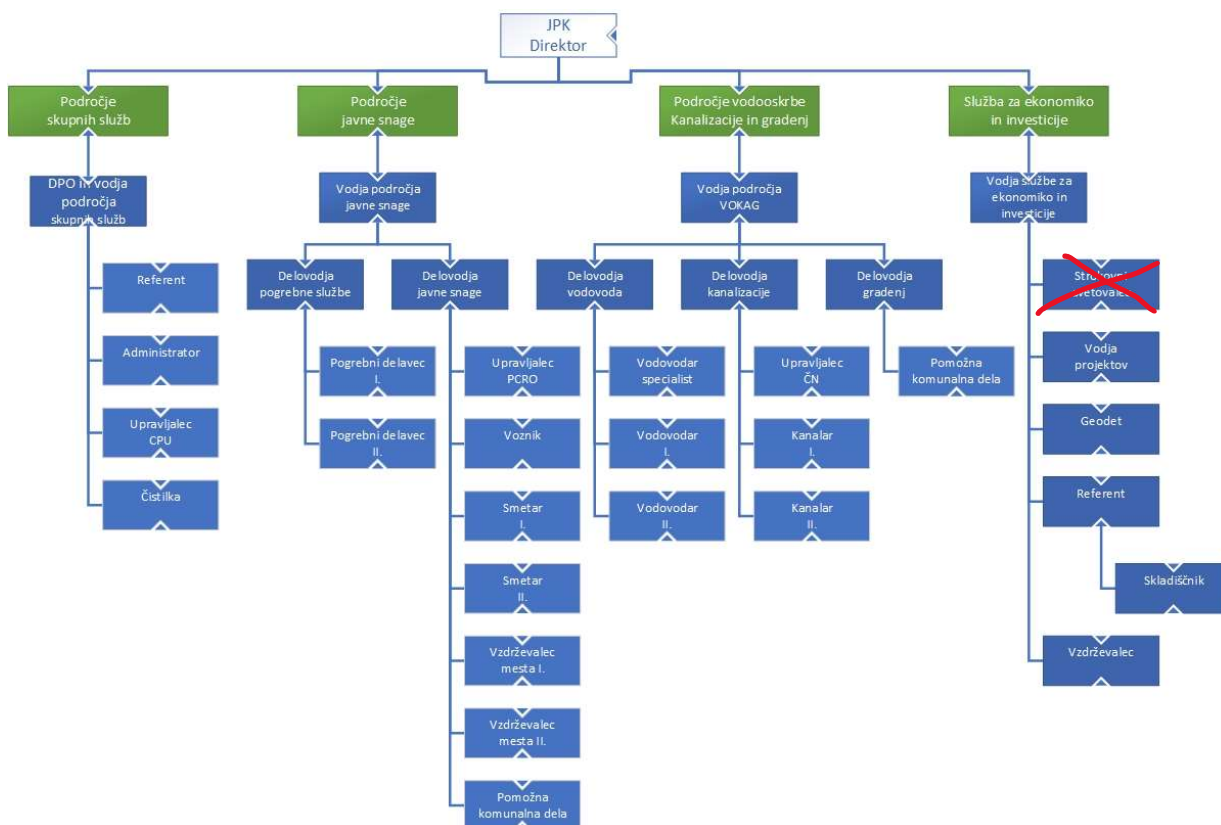 JPK
Direktor
Področje
skupnih služb
Področje
javne snage
Področje vodooskrbe
Kanalizacije in gradenj
Služba za ekonomiko
in investicije
DPO in vodja
področja
skupnih služb
Vodja področja
javne snage
Vodja področja
VOKAG
Vodja službe za
ekonomiko in
investicije
Referent
Administrator
Upravljalec
CPU
Čistilka
Delovodja
pogrebne službe
Delovodja
javne snage
Pogrebni delavec
I.
Pogrebni delavec
II.
Upravljalec
PCRO
Voznik
Smetar
I.
Smetar
II.
Vzdrževalec
mesta I.
Vzdrževalec
mesta II.
Pomožna
komunalna dela
Delovodja
vodovoda
Delovodja
kanalizacije
Delovodja
gradenj
Vodovodar
specialist
Vodovodar
I.
Vodovodar
II.
Upravljalec
ČN
Kanalar
I.
Kanalar
II.
Pomožna
komunalna dela
Vodja
projektov
Geodet
Referent
Skladiščnik
Vzdrževalec